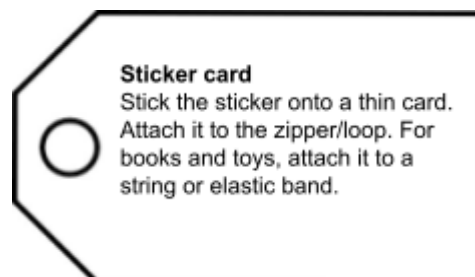 Sticker card
Stick the sticker onto a thin card.
Attach it to the zipper/loop. For
books and toys, attach it to a
string or elastic band.